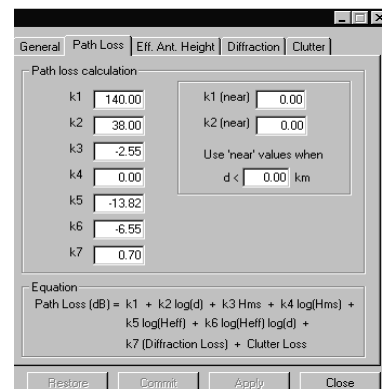 General Path Loss Eff. Ant. Height Diffraction Clutter
Path loss calculation
k1 140.00
k2 38.00
k3 -2.55
k4 0.00
k5 -13.82
k6 -6.55
k7 0.70
k1 (near) 0.00
k2 (near) 0.00
Use 'near' values when
d < 0.00 km
Equation
Path Loss (dB) = k1 + k2 log(d) + k3 Hms + k4 log(Hms) +
k5 log(Heff) + k6 log(Heff) log(d) +
k7 (Diffraction Loss) + Clutter Loss
Restore Commit Apply Close